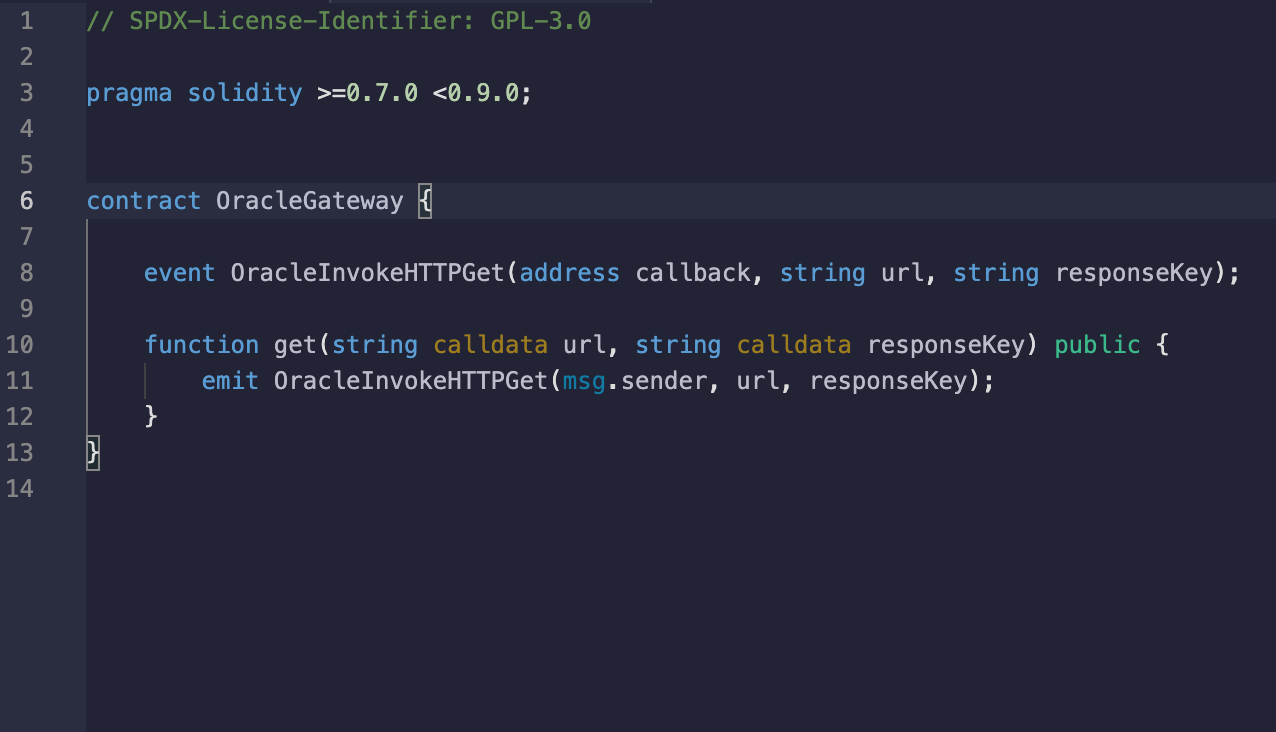 1 // SPDX-License-Identifier: GPL-3.0
2
3 pragma solidity >=0.7.0 <0.9.0;
4
5
6 contract OracleGateway {
7
8     event OracleInvokeHTTPGet(address callback, string url, string responseKey);
9
10     function get(string calldata url, string calldata responseKey) public {
11         emit OracleInvokeHTTPGet(msg.sender, url, responseKey);
12     }
13 }
14